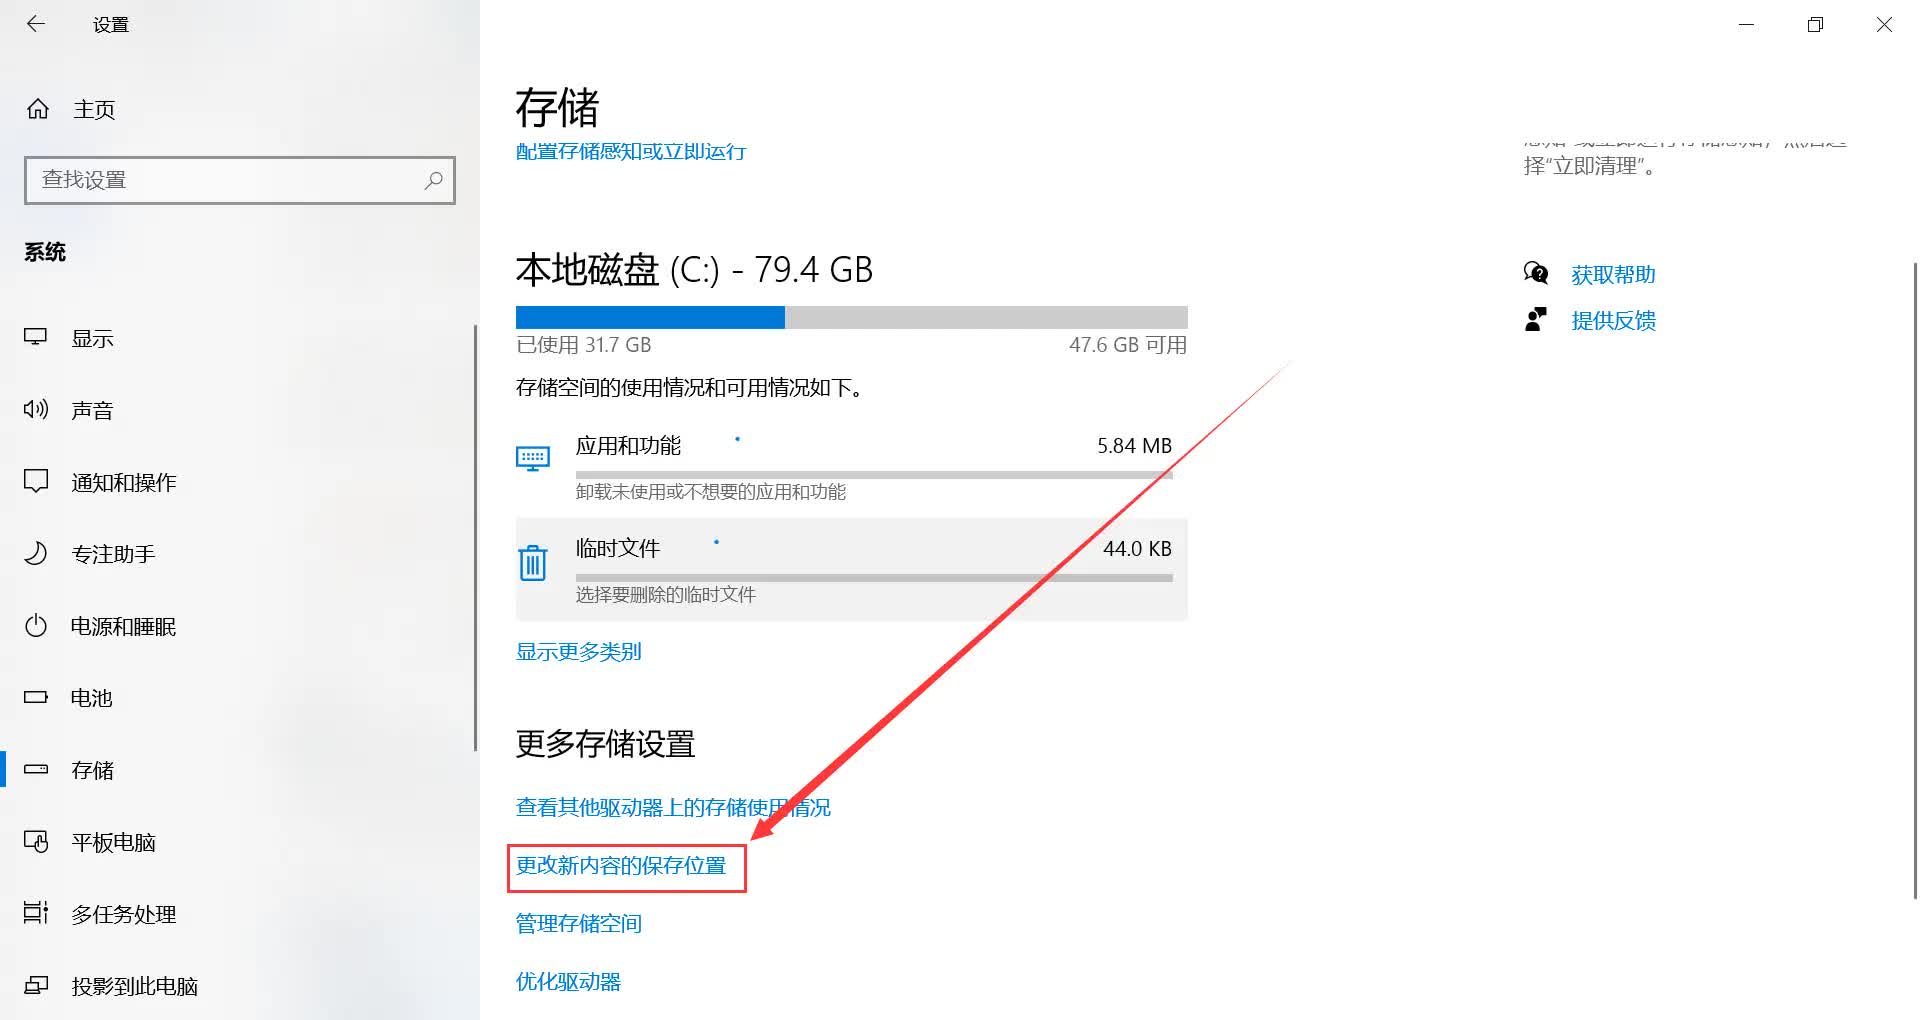 设置
主页
查找设置
系统
显示
声音
通知和操作
专注助手
电源和睡眠
电池
存储
平板电脑
多任务处理
投影到此电脑
存储
配置存储感知或立即运行
本地磁盘 (C:) - 79.4 GB
已使用 31.7 GB
47.6 GB 可用
存储空间的使用情况和可用情况如下。
应用和功能
5.84 MB
卸载未使用或不想要的应用和功能
临时文件
44.0 KB
选择要删除的临时文件
显示更多类别
更多存储设置
查看其他驱动器上的存储使用情况
更改新内容的保存位置
管理存储空间
优化驱动器
择“立即清理”。
获取帮助
提供反馈